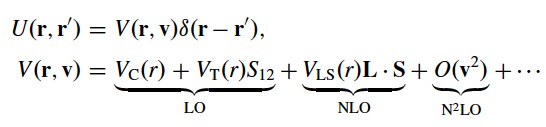 U(r, r′) = V(r, v)δ(r − r′),
V(r, v) = V_C(r) + V_T(r)S_12 + V_LS(r)L · S + O(v²) + ⋯
LO NLO N²LO